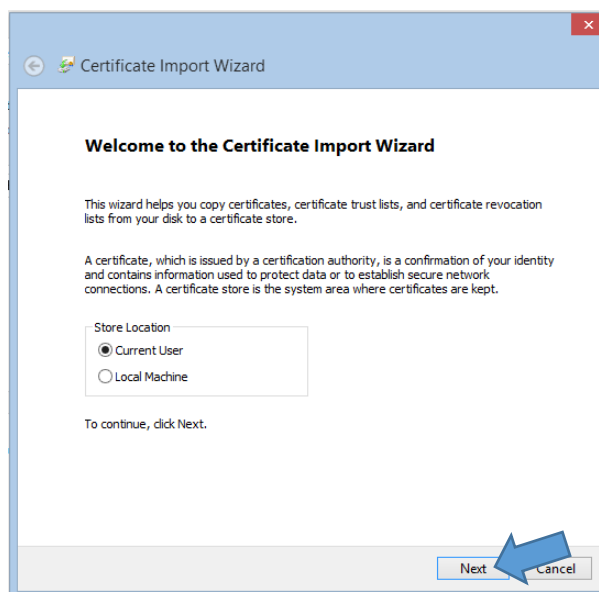 Certificate Import Wizard
Welcome to the Certificate Import Wizard
This wizard helps you copy certificates, certificate trust lists, and certificate revocation
lists from your disk to a certificate store.
A certificate, which is issued by a certification authority, is a confirmation of your identity
and contains information used to protect data or to establish secure network
connections. A certificate store is the system area where certificates are kept.
Store Location
Current User
Local Machine
To continue, click Next.
Next Cancel